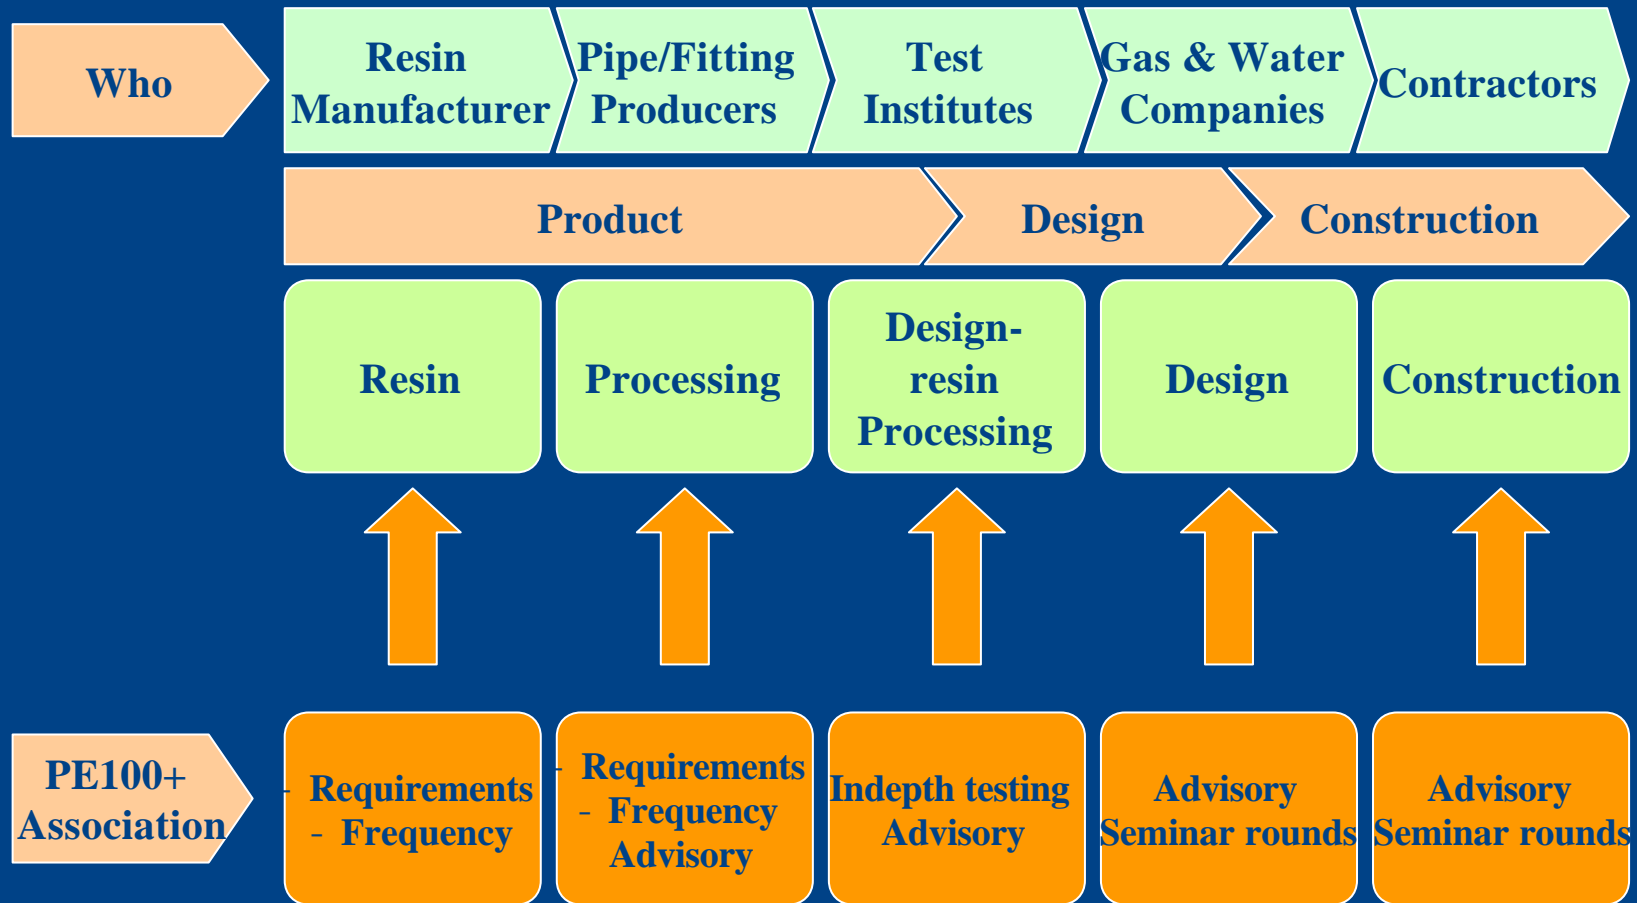 Who
Resin
Manufacturer
Pipe/Fitting
Producers
Test
Institutes
Gas & Water
Companies
Contractors
Product
Design
Construction
Resin
Processing
Design-
resin
Processing
Design
Construction
PE100+
Association
- Requirements
- Frequency
- Requirements
- Frequency
Advisory
Indepth testing
Advisory
Advisory
Seminar rounds
Advisory
Seminar rounds